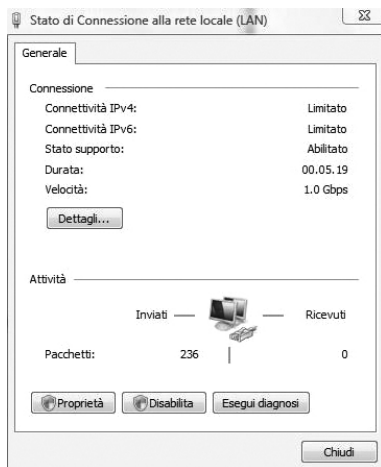 Stato di Connessione alla rete locale (LAN)
Generale
Connessione
Connettività IPv4: Limitato
Connettività IPv6: Limitato
Stato supporto: Abilitato
Durata: 00.05.19
Velocità: 1.0 Gbps
Dettagli...
Attività
Inviati — — Ricevuti
Pacchetti: 236 | 0
Proprietà Disabilita Esegui diagnosi
Chiudi